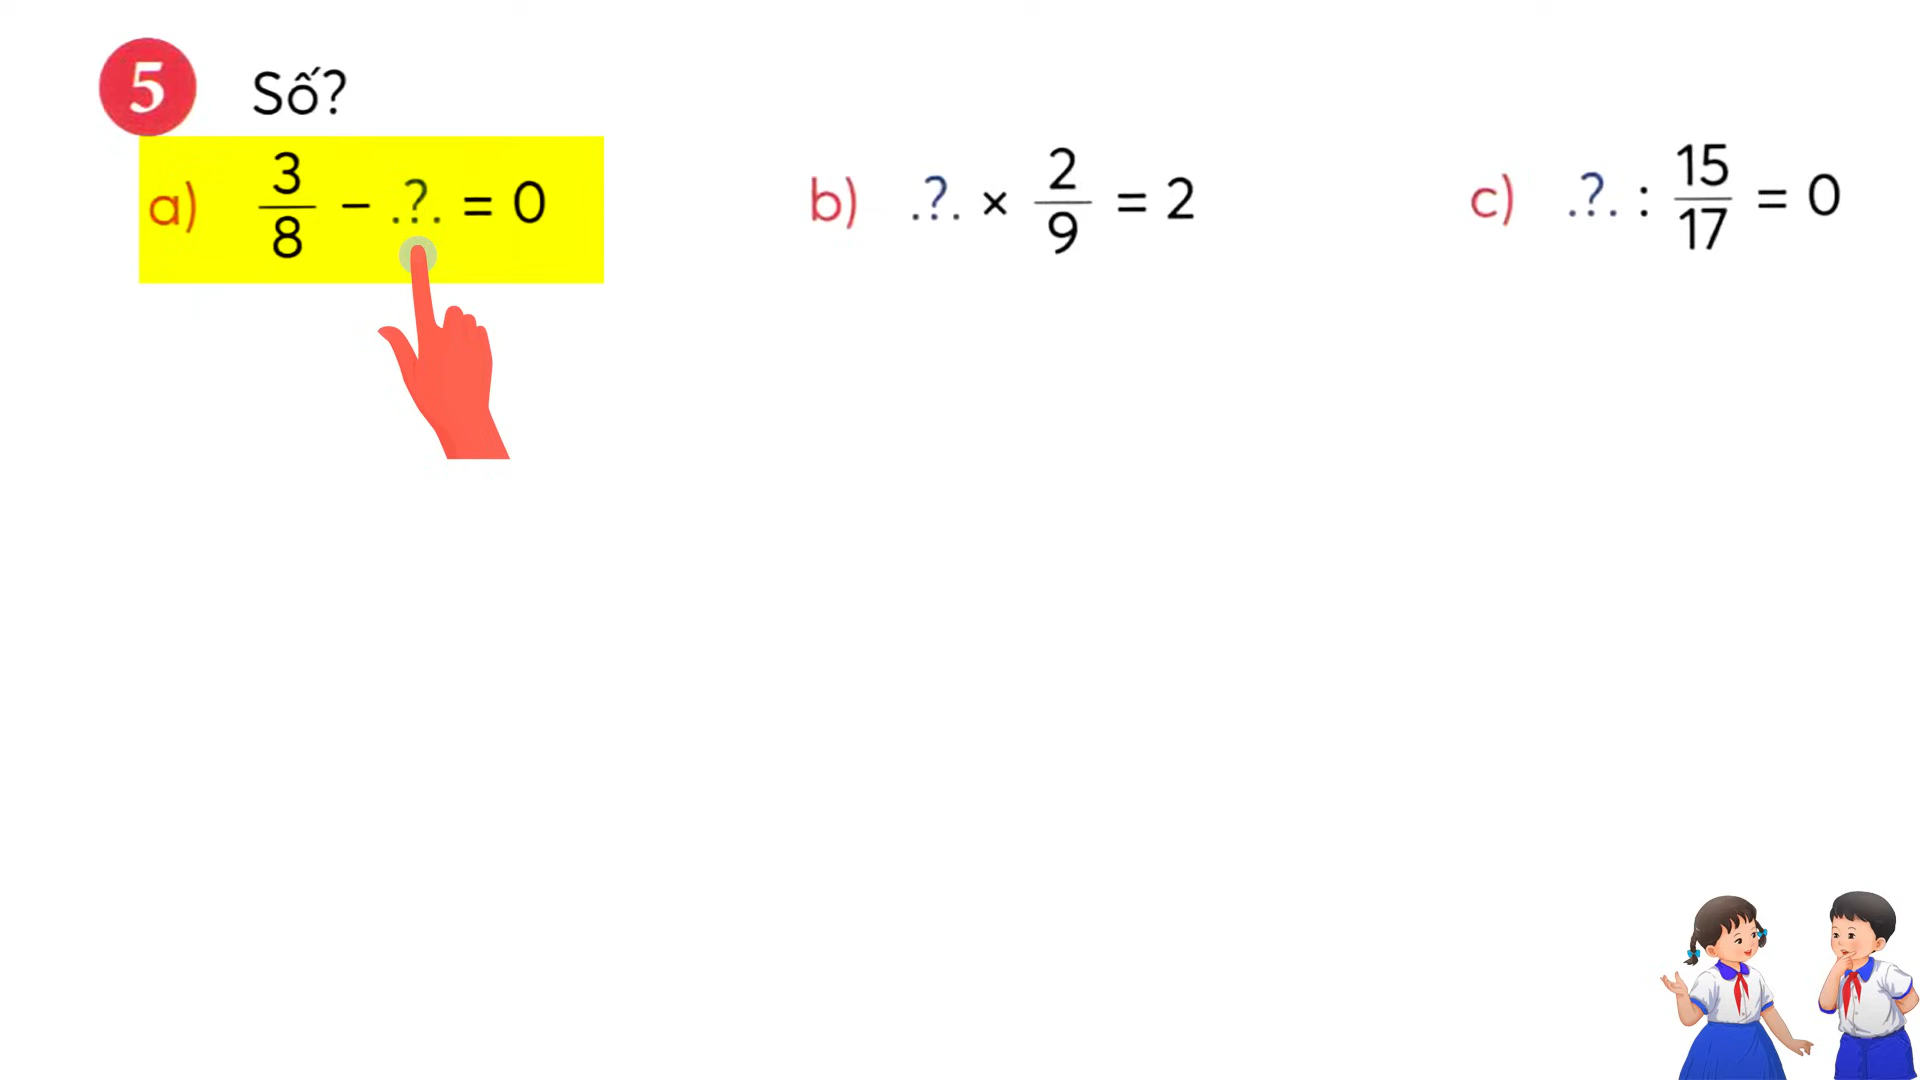 5 Số?
a) 3/8 − .?. = 0
b) .?. × 2/9 = 2
c) .?. : 15/17 = 0